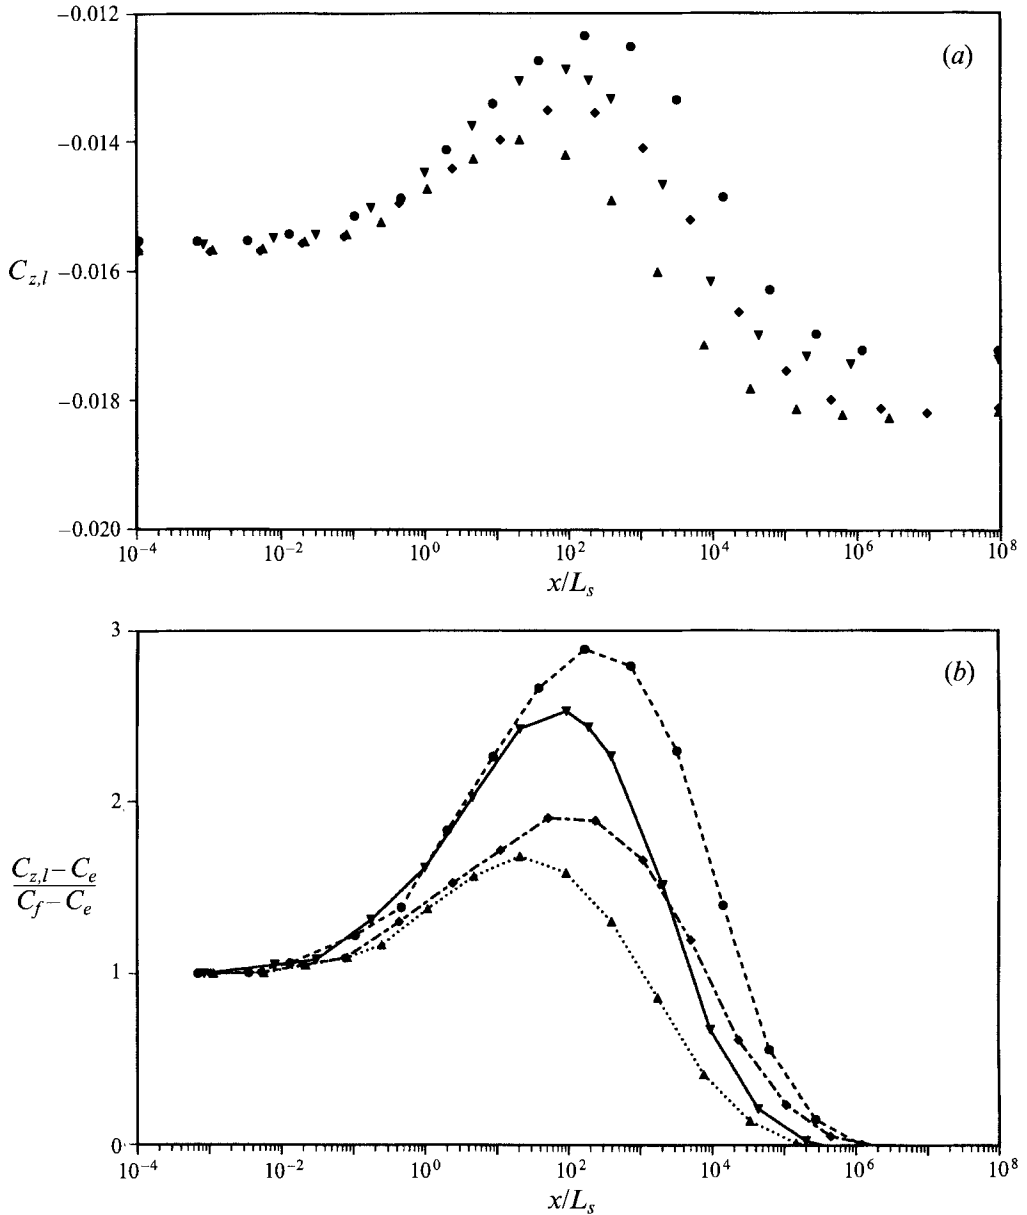 −0.012
(a)
−0.014
C_{z,l} −0.016
−0.018
−0.020
10^{−4} 10^{−2} 10^{0} 10^{2} 10^{4} 10^{6} 10^{8}
x/L_s
3
(b)
2
C_{z,l} − C_e
C_f − C_e
1
0
10^{−4} 10^{−2} 10^{0} 10^{2} 10^{4} 10^{6} 10^{8}
x/L_s